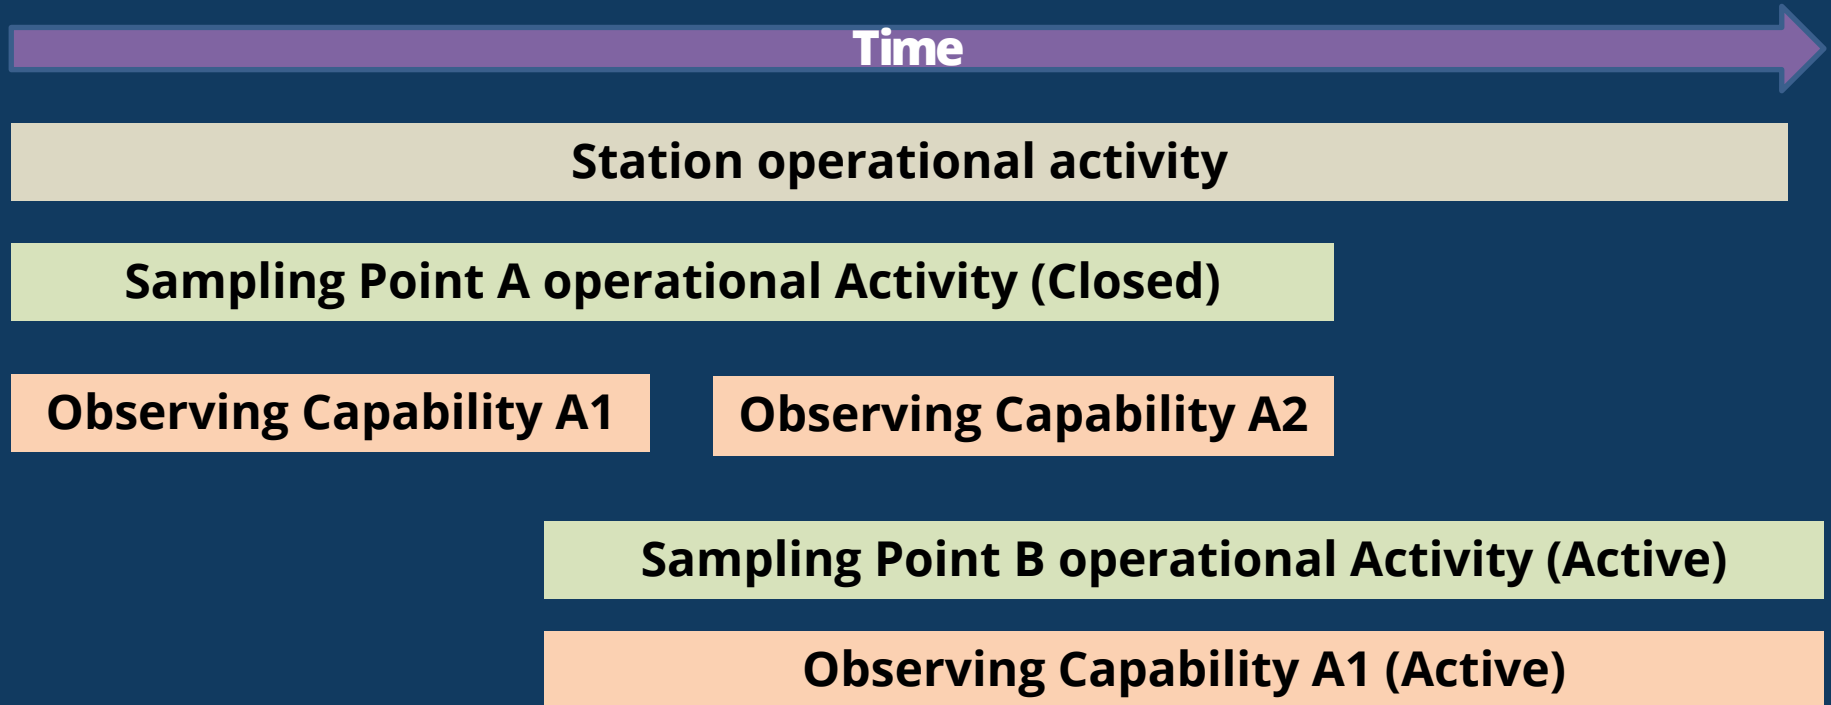 Time
Station operational activity
Sampling Point A operational Activity (Closed)
Observing Capability A1
Observing Capability A2
Sampling Point B operational Activity (Active)
Observing Capability A1 (Active)